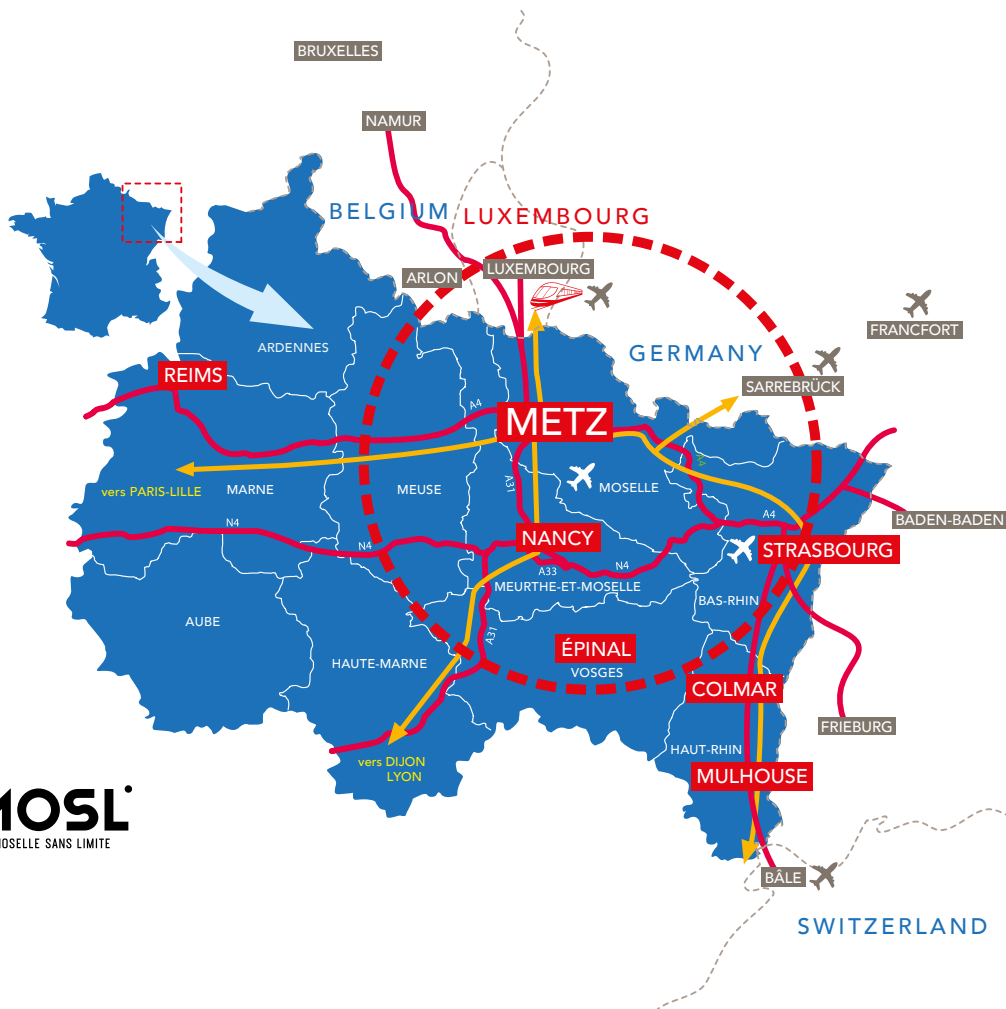 BRUXELLES
NAMUR
BELGIUM
LUXEMBOURG
ARLON
LUXEMBOURG
FRANCFORT
ARDENNES
GERMANY
REIMS
SARREBRÜCK
A4
METZ
A4
vers PARIS-LILLE
MARNE
MEUSE
A31
MOSELLE
A4
BADEN-BADEN
N4
N4
NANCY
STRASBOURG
A33
N4
MEURTHE-ET-MOSELLE
BAS-RHIN
AUBE
A31
HAUTE-MARNE
ÉPINAL
VOSGES
COLMAR
FRIEBURG
HAUT-RHIN
vers DIJON
LYON
MULHOUSE
MOSL
MOSELLE SANS LIMITE
BÂLE
SWITZERLAND